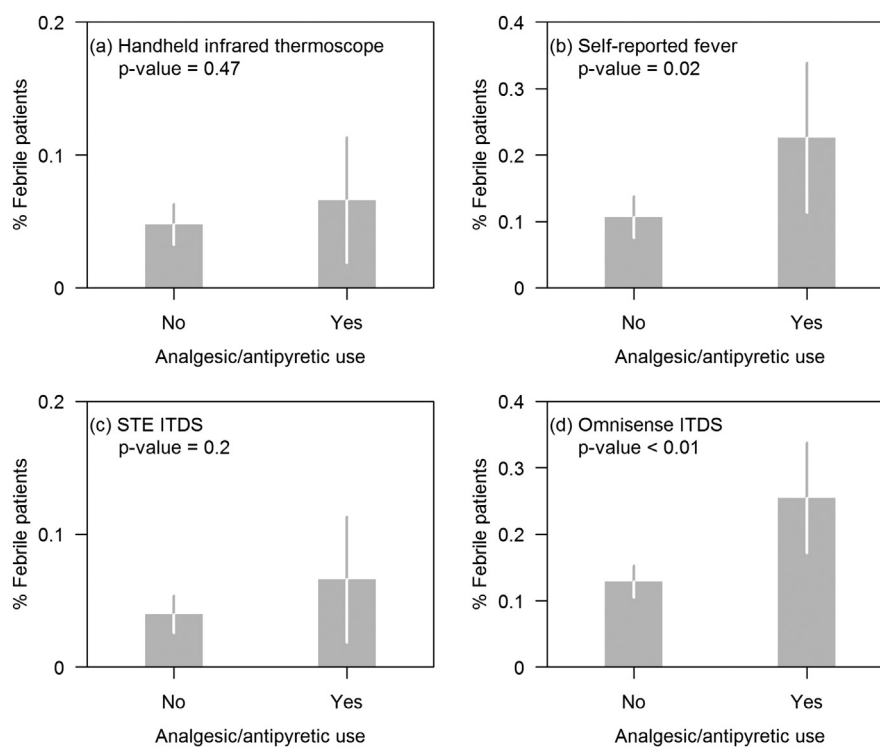 (a) Handheld infrared thermoscope
p-value = 0.47
% Febrile patients
0.2
0.1
0
No
Yes
Analgesic/antipyretic use
(b) Self-reported fever
p-value = 0.02
% Febrile patients
0.4
0.3
0.2
0.1
0
No
Yes
Analgesic/antipyretic use
(c) STE ITDS
p-value = 0.2
% Febrile patients
0.2
0.1
0
No
Yes
Analgesic/antipyretic use
(d) Omnisense ITDS
p-value < 0.01
% Febrile patients
0.4
0.3
0.2
0.1
0
No
Yes
Analgesic/antipyretic use